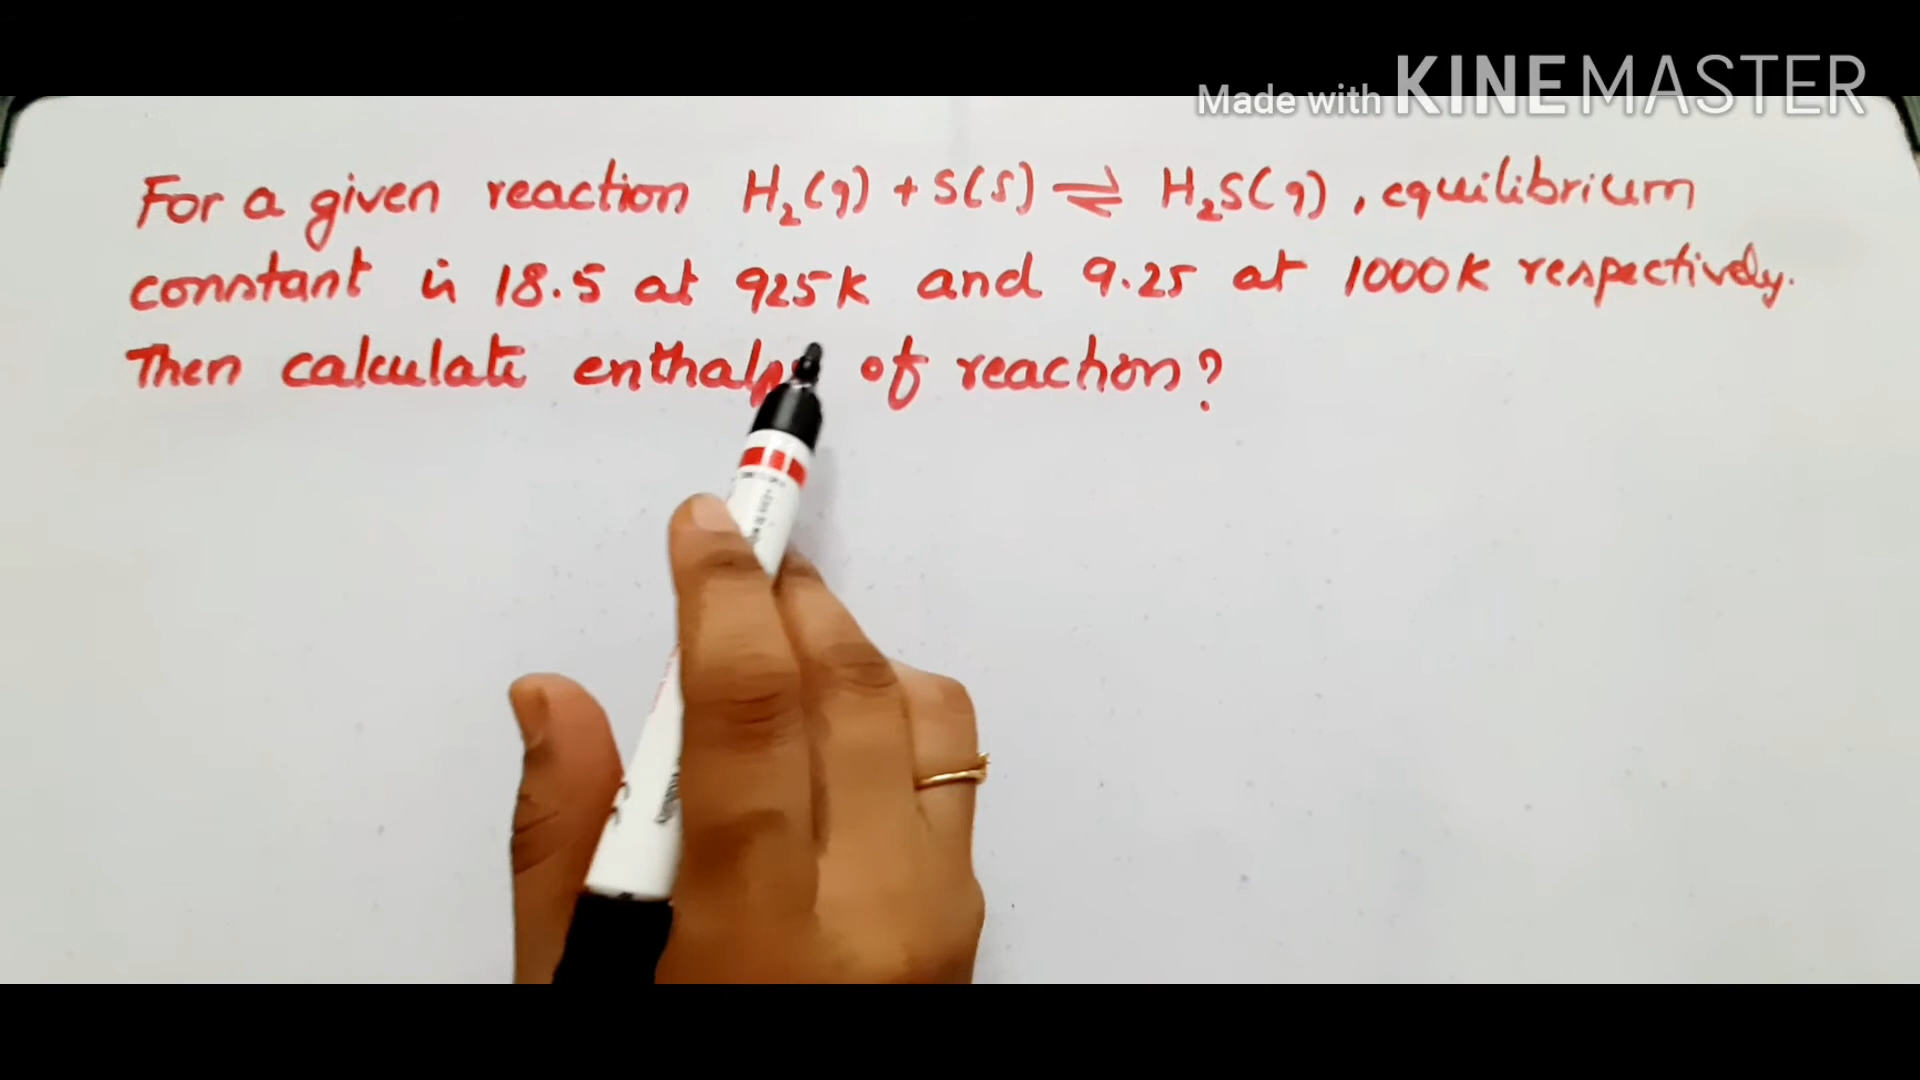 Made with KINEMASTER
For a given reaction H₂(g) + S(s) ⇌ H₂S(g), equilibrium
constant is 18.5 at 925K and 9.25 at 1000K respectively.
Then calculate of reaction?